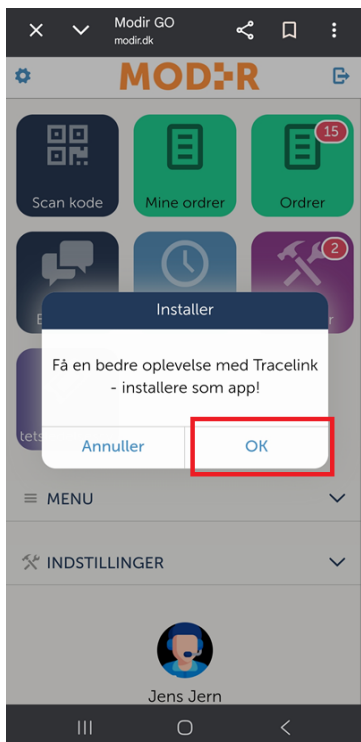 Modir GO
modir.dk
MODIR
15
Scan kode
Mine ordrer
Ordrer
2
Installer
Få en bedre oplevelse med Tracelink
- installere som app!
tets
Annuller
OK
MENU
INDSTILLINGER
Jens Jern